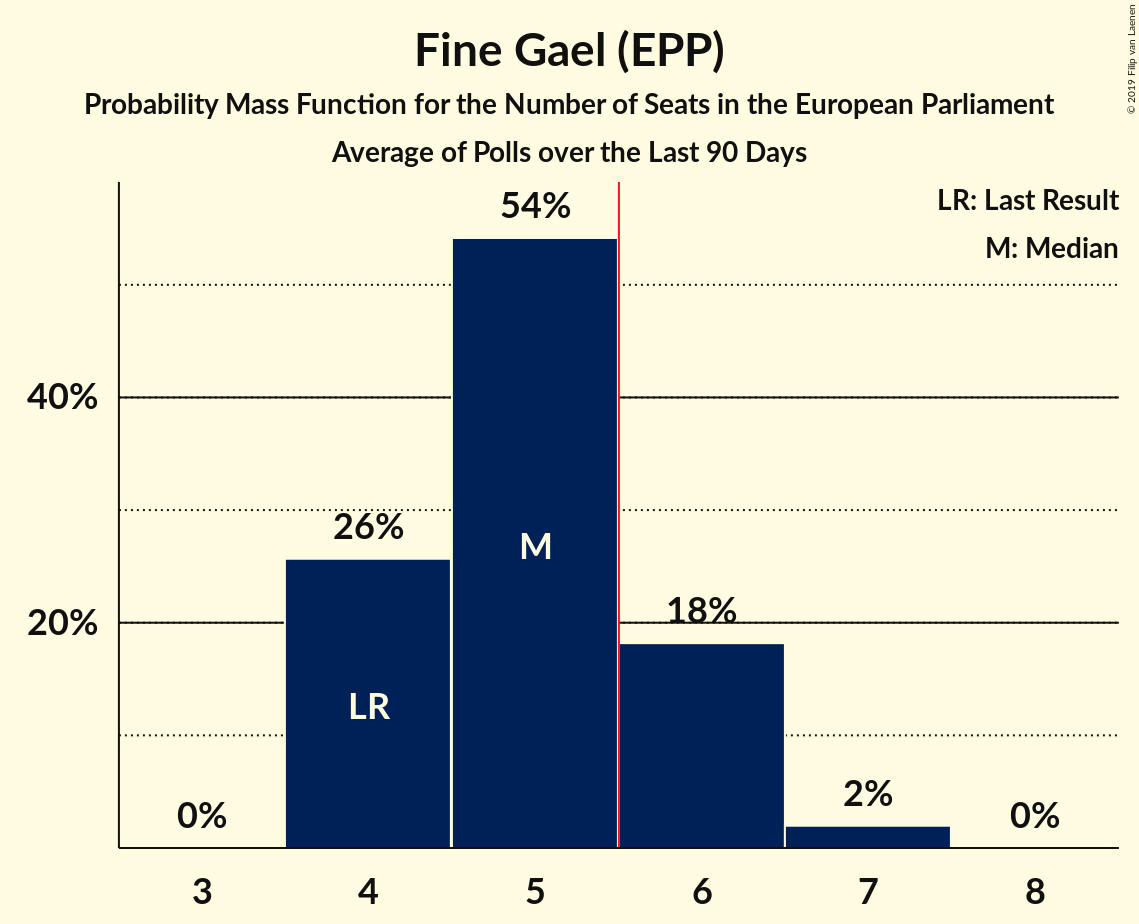 Fine Gael (EPP)
Probability Mass Function for the Number of Seats in the European Parliament
Average of Polls over the Last 90 Days
© 2019 Filip van Laenen
LR: Last Result
M: Median
54%
40%
26%
M
20%
18%
LR
0%
2%
0%
3 4 5 6 7 8